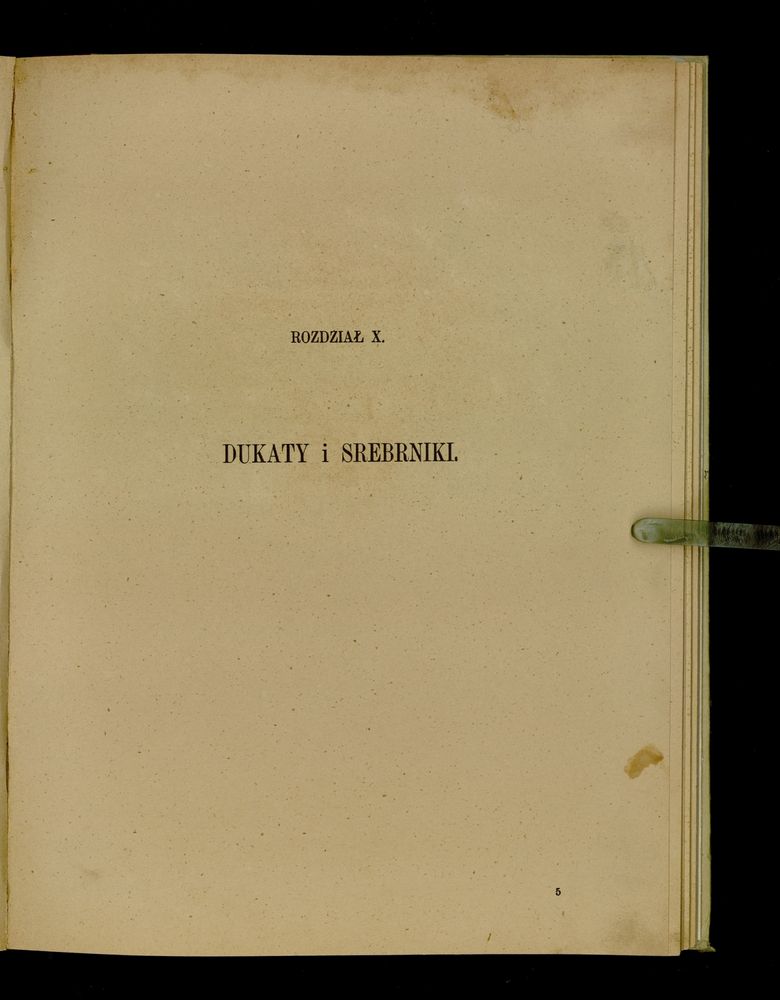 ROZDZIAŁ X.
DUKATY i SREBRNIKI.
5